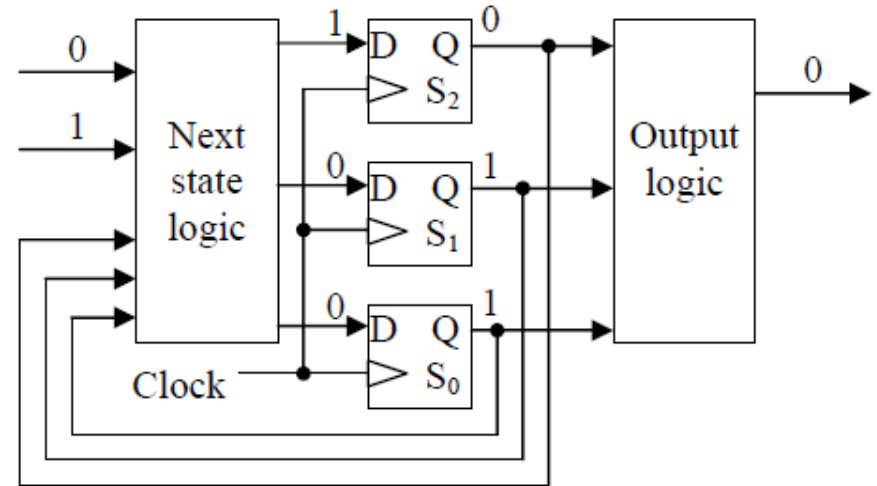 0
1
Next
state
logic
1
D Q
S₂
0
0
D Q
S₁
1
0
D Q
S₀
1
Clock
Output
logic
0